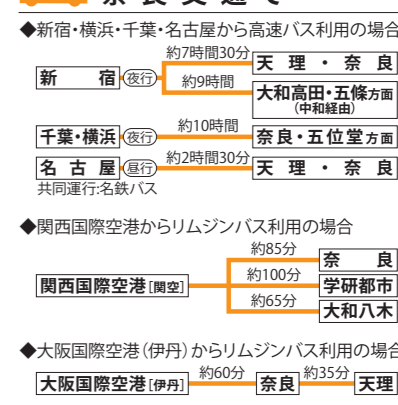 ◆新宿・横浜・千葉・名古屋から高速バス利用の場合
約7時間30分
天理・奈良
新宿
夜行
約9時間
大和高田・五條方面
(中和経由)
約10時間
千葉・横浜
夜行
奈良・五位堂方面
約2時間30分
名古屋
昼行
天理・奈良
共同運行:名鉄バス
◆関西国際空港からリムジンバス利用の場合
約85分
奈良
約100分
関西国際空港[関空]
学研都市
約65分
大和八木
◆大阪国際空港(伊丹)からリムジンバス利用の場合
約60分
約35分
大阪国際空港[伊丹]
奈良
天理